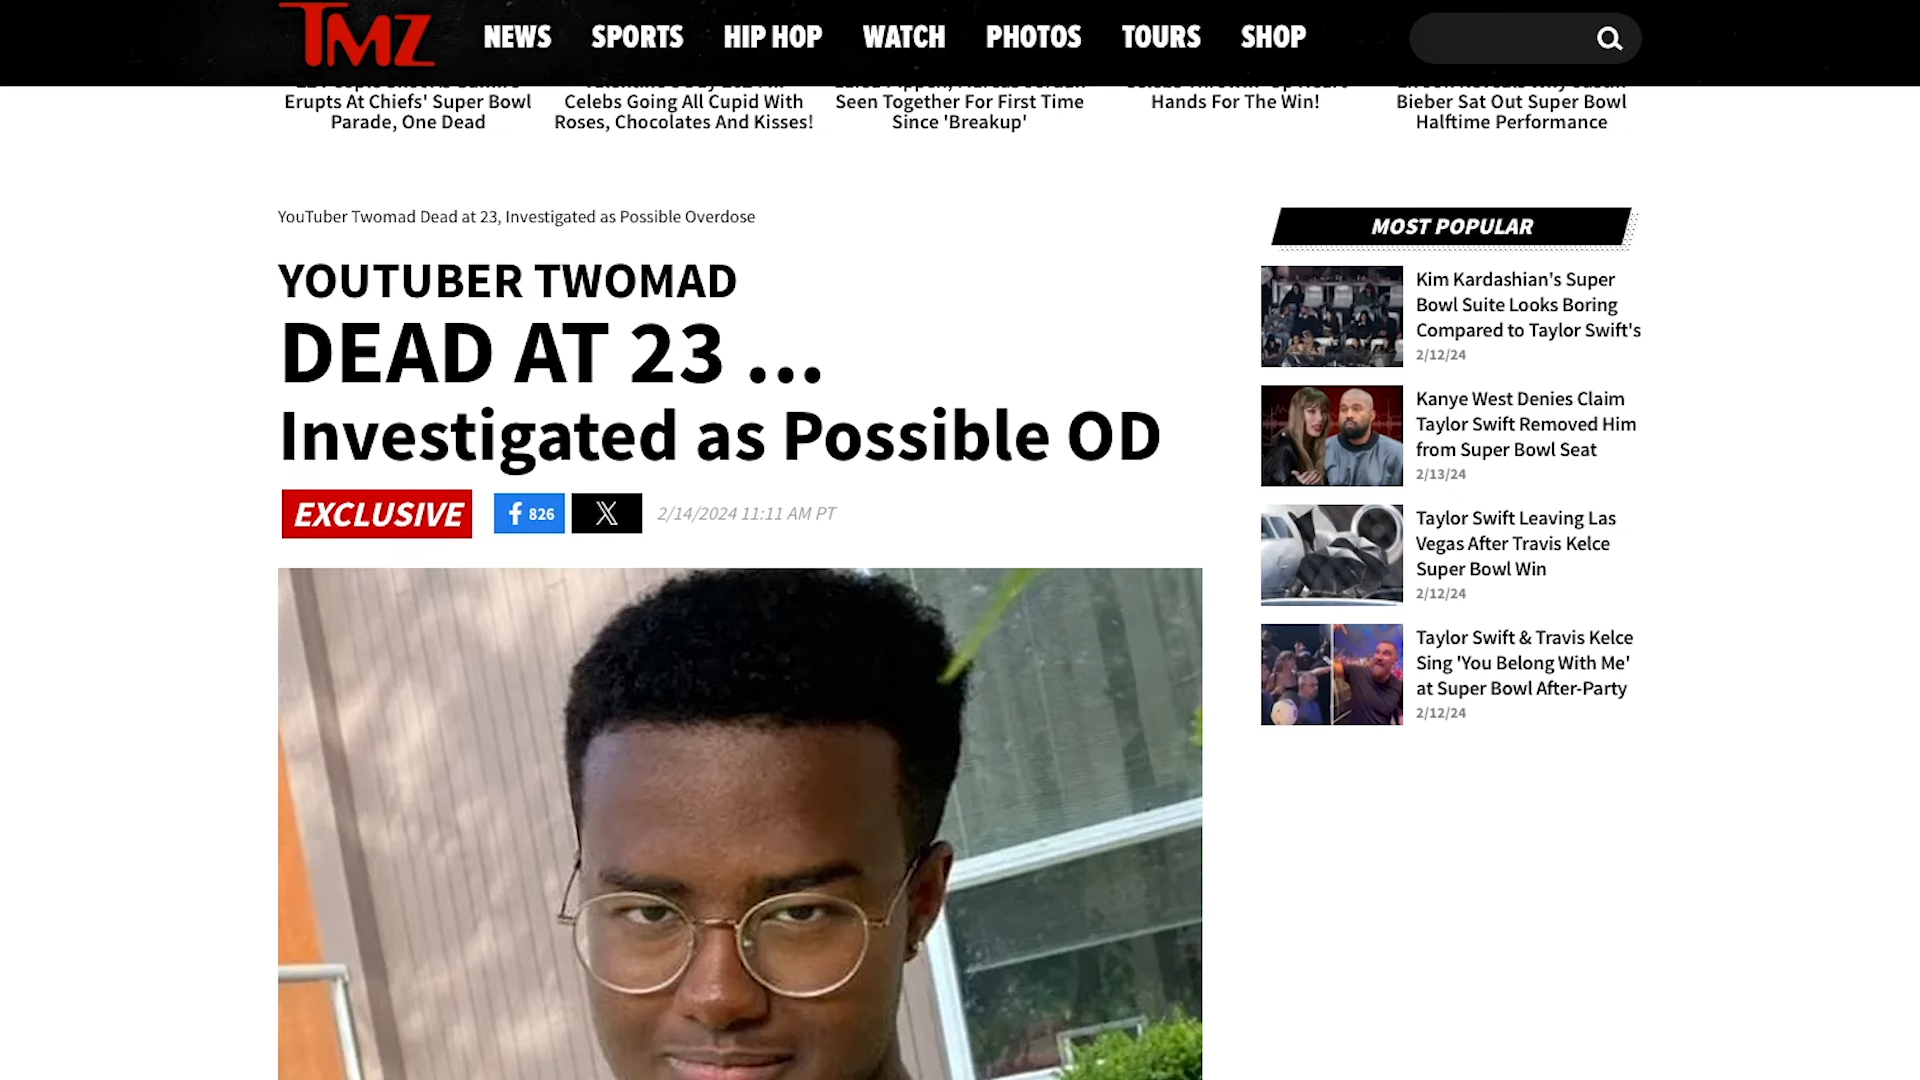 TMZ
NEWS
SPORTS
HIP HOP
WATCH
PHOTOS
TOURS
SHOP
Erupts At Chiefs' Super Bowl
Parade, One Dead
Celebs Going All Cupid With
Roses, Chocolates And Kisses!
Seen Together For First Time
Since 'Breakup'
Hands For The Win!
Bieber Sat Out Super Bowl
Halftime Performance
YouTuber Twomad Dead at 23, Investigated as Possible Overdose
YOUTUBER TWOMAD
DEAD AT 23 ...
Investigated as Possible OD
EXCLUSIVE
826
2/14/2024 11:11 AM PT
MOST POPULAR
Kim Kardashian's Super
Bowl Suite Looks Boring
Compared to Taylor Swift's
2/12/24
Kanye West Denies Claim
Taylor Swift Removed Him
from Super Bowl Seat
2/13/24
Taylor Swift Leaving Las
Vegas After Travis Kelce
Super Bowl Win
2/12/24
Taylor Swift & Travis Kelce
Sing 'You Belong With Me'
at Super Bowl After-Party
2/12/24